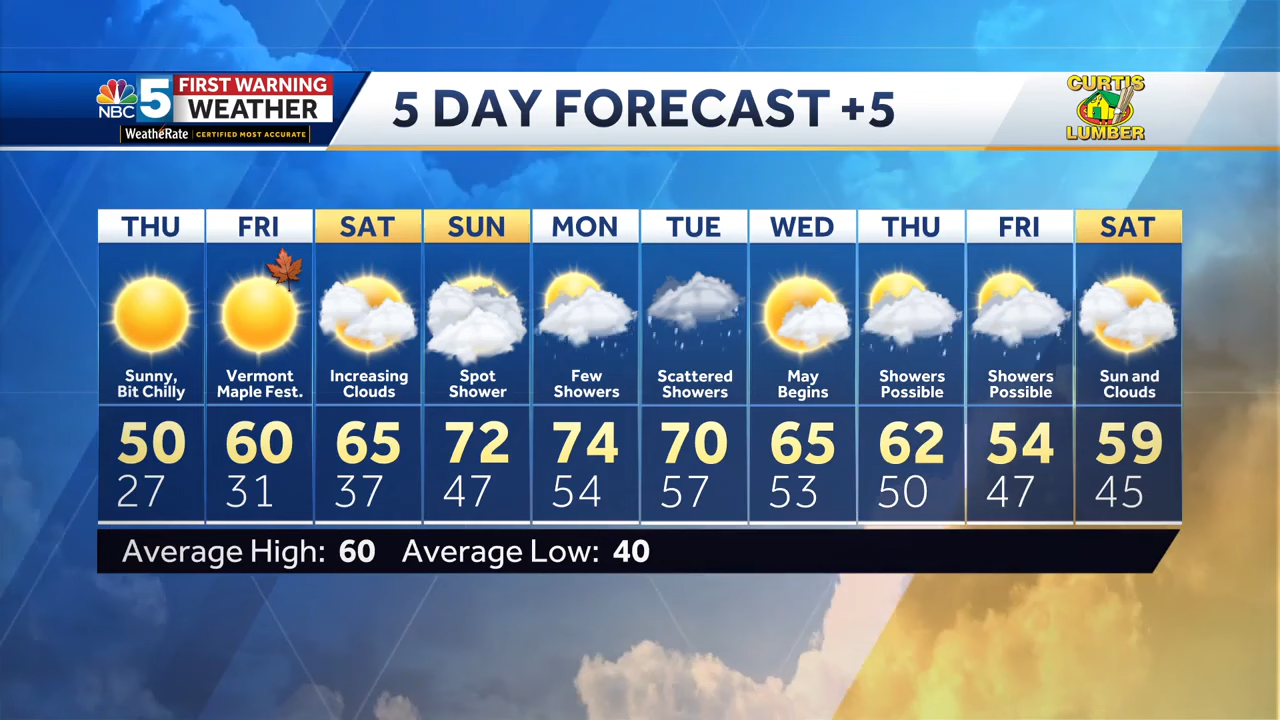 NBC 5 FIRST WARNING
WEATHER
WeatheRate CERTIFIED MOST ACCURATE
5 DAY FORECAST +5
CURTIS
LUMBER
THU FRI SAT SUN MON TUE WED THU FRI SAT
Sunny, Vermont Increasing Spot Few Scattered May Showers Showers Sun and
Bit Chilly Maple Fest. Clouds Shower Showers Showers Begins Possible Possible Clouds
50 60 65 72 74 70 65 62 54 59
27 31 37 47 54 57 53 50 47 45
Average High: 60 Average Low: 40